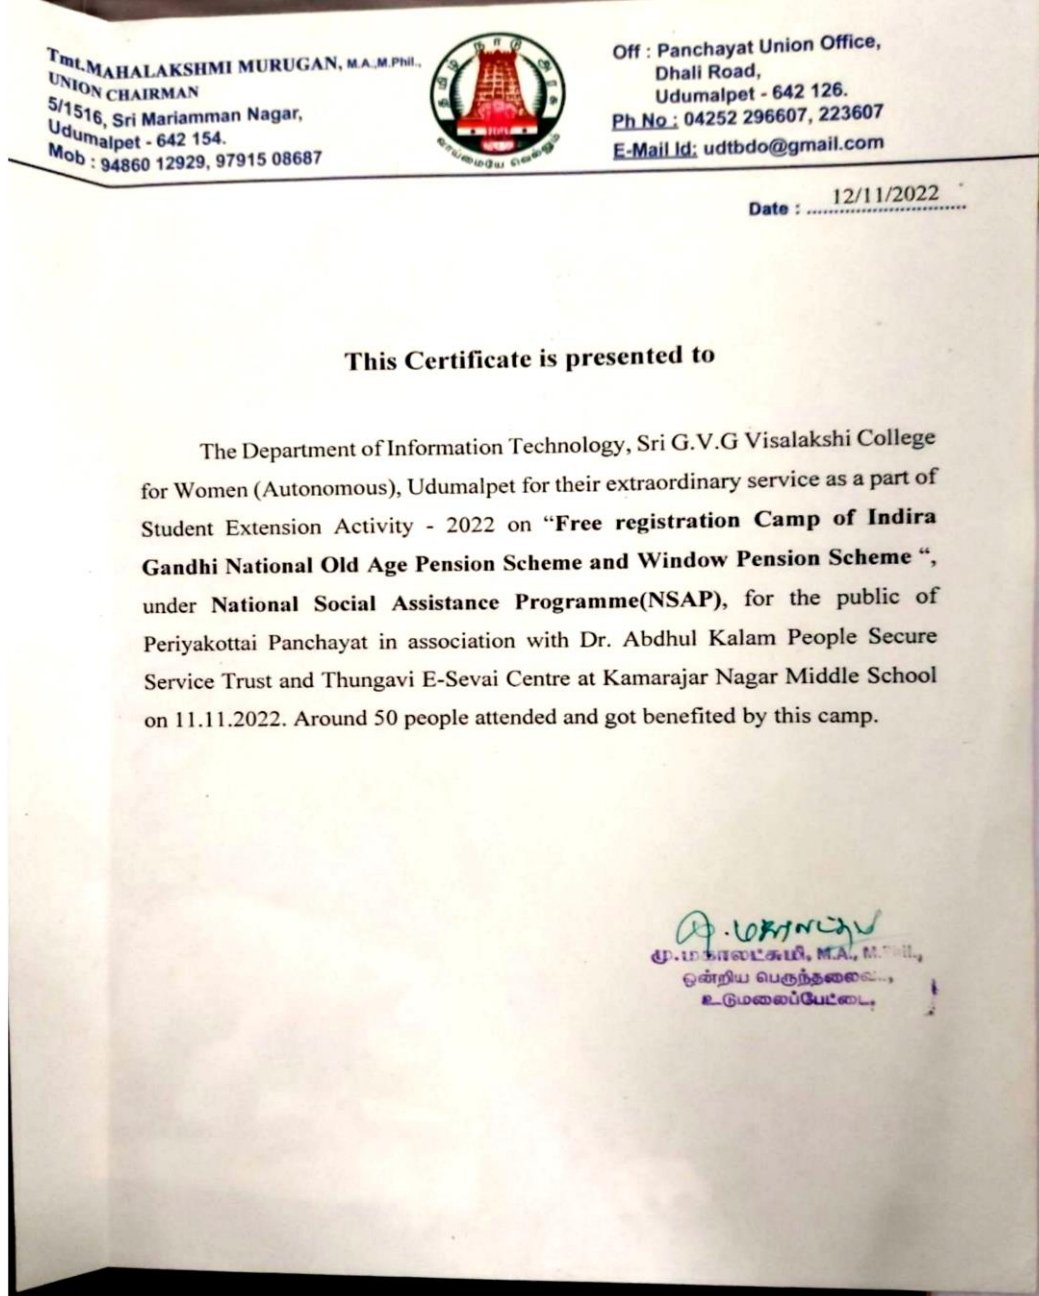 Tmt.MAHALAKSHMI MURUGAN, M.A.,M.Phil.,
UNION CHAIRMAN
5/1516, Sri Mariamman Nagar,
Udumalpet - 642 154.
Mob : 94860 12929, 97915 08687
தமிழ் நாடு அரசு
வாய்மையே வெல்லும்
Off : Panchayat Union Office,
Dhali Road,
Udumalpet - 642 126.
Ph No : 04252 296607, 223607
E-Mail Id: udtbdo@gmail.com
Date : 12/11/2022
This Certificate is presented to
The Department of Information Technology, Sri G.V.G Visalakshi College
for Women (Autonomous), Udumalpet for their extraordinary service as a part of
Student Extension Activity - 2022 on “Free registration Camp of Indira
Gandhi National Old Age Pension Scheme and Window Pension Scheme “,
under National Social Assistance Programme(NSAP), for the public of
Periyakottai Panchayat in association with Dr. Abdhul Kalam People Secure
Service Trust and Thungavi E-Sevai Centre at Kamarajar Nagar Middle School
on 11.11.2022. Around 50 people attended and got benefited by this camp.
மு.மகாலட்சுமி, M.A., M.Phil.,
ஒன்றிய பெருந்தலைவர்,
உடுமலைப்பேட்டை.